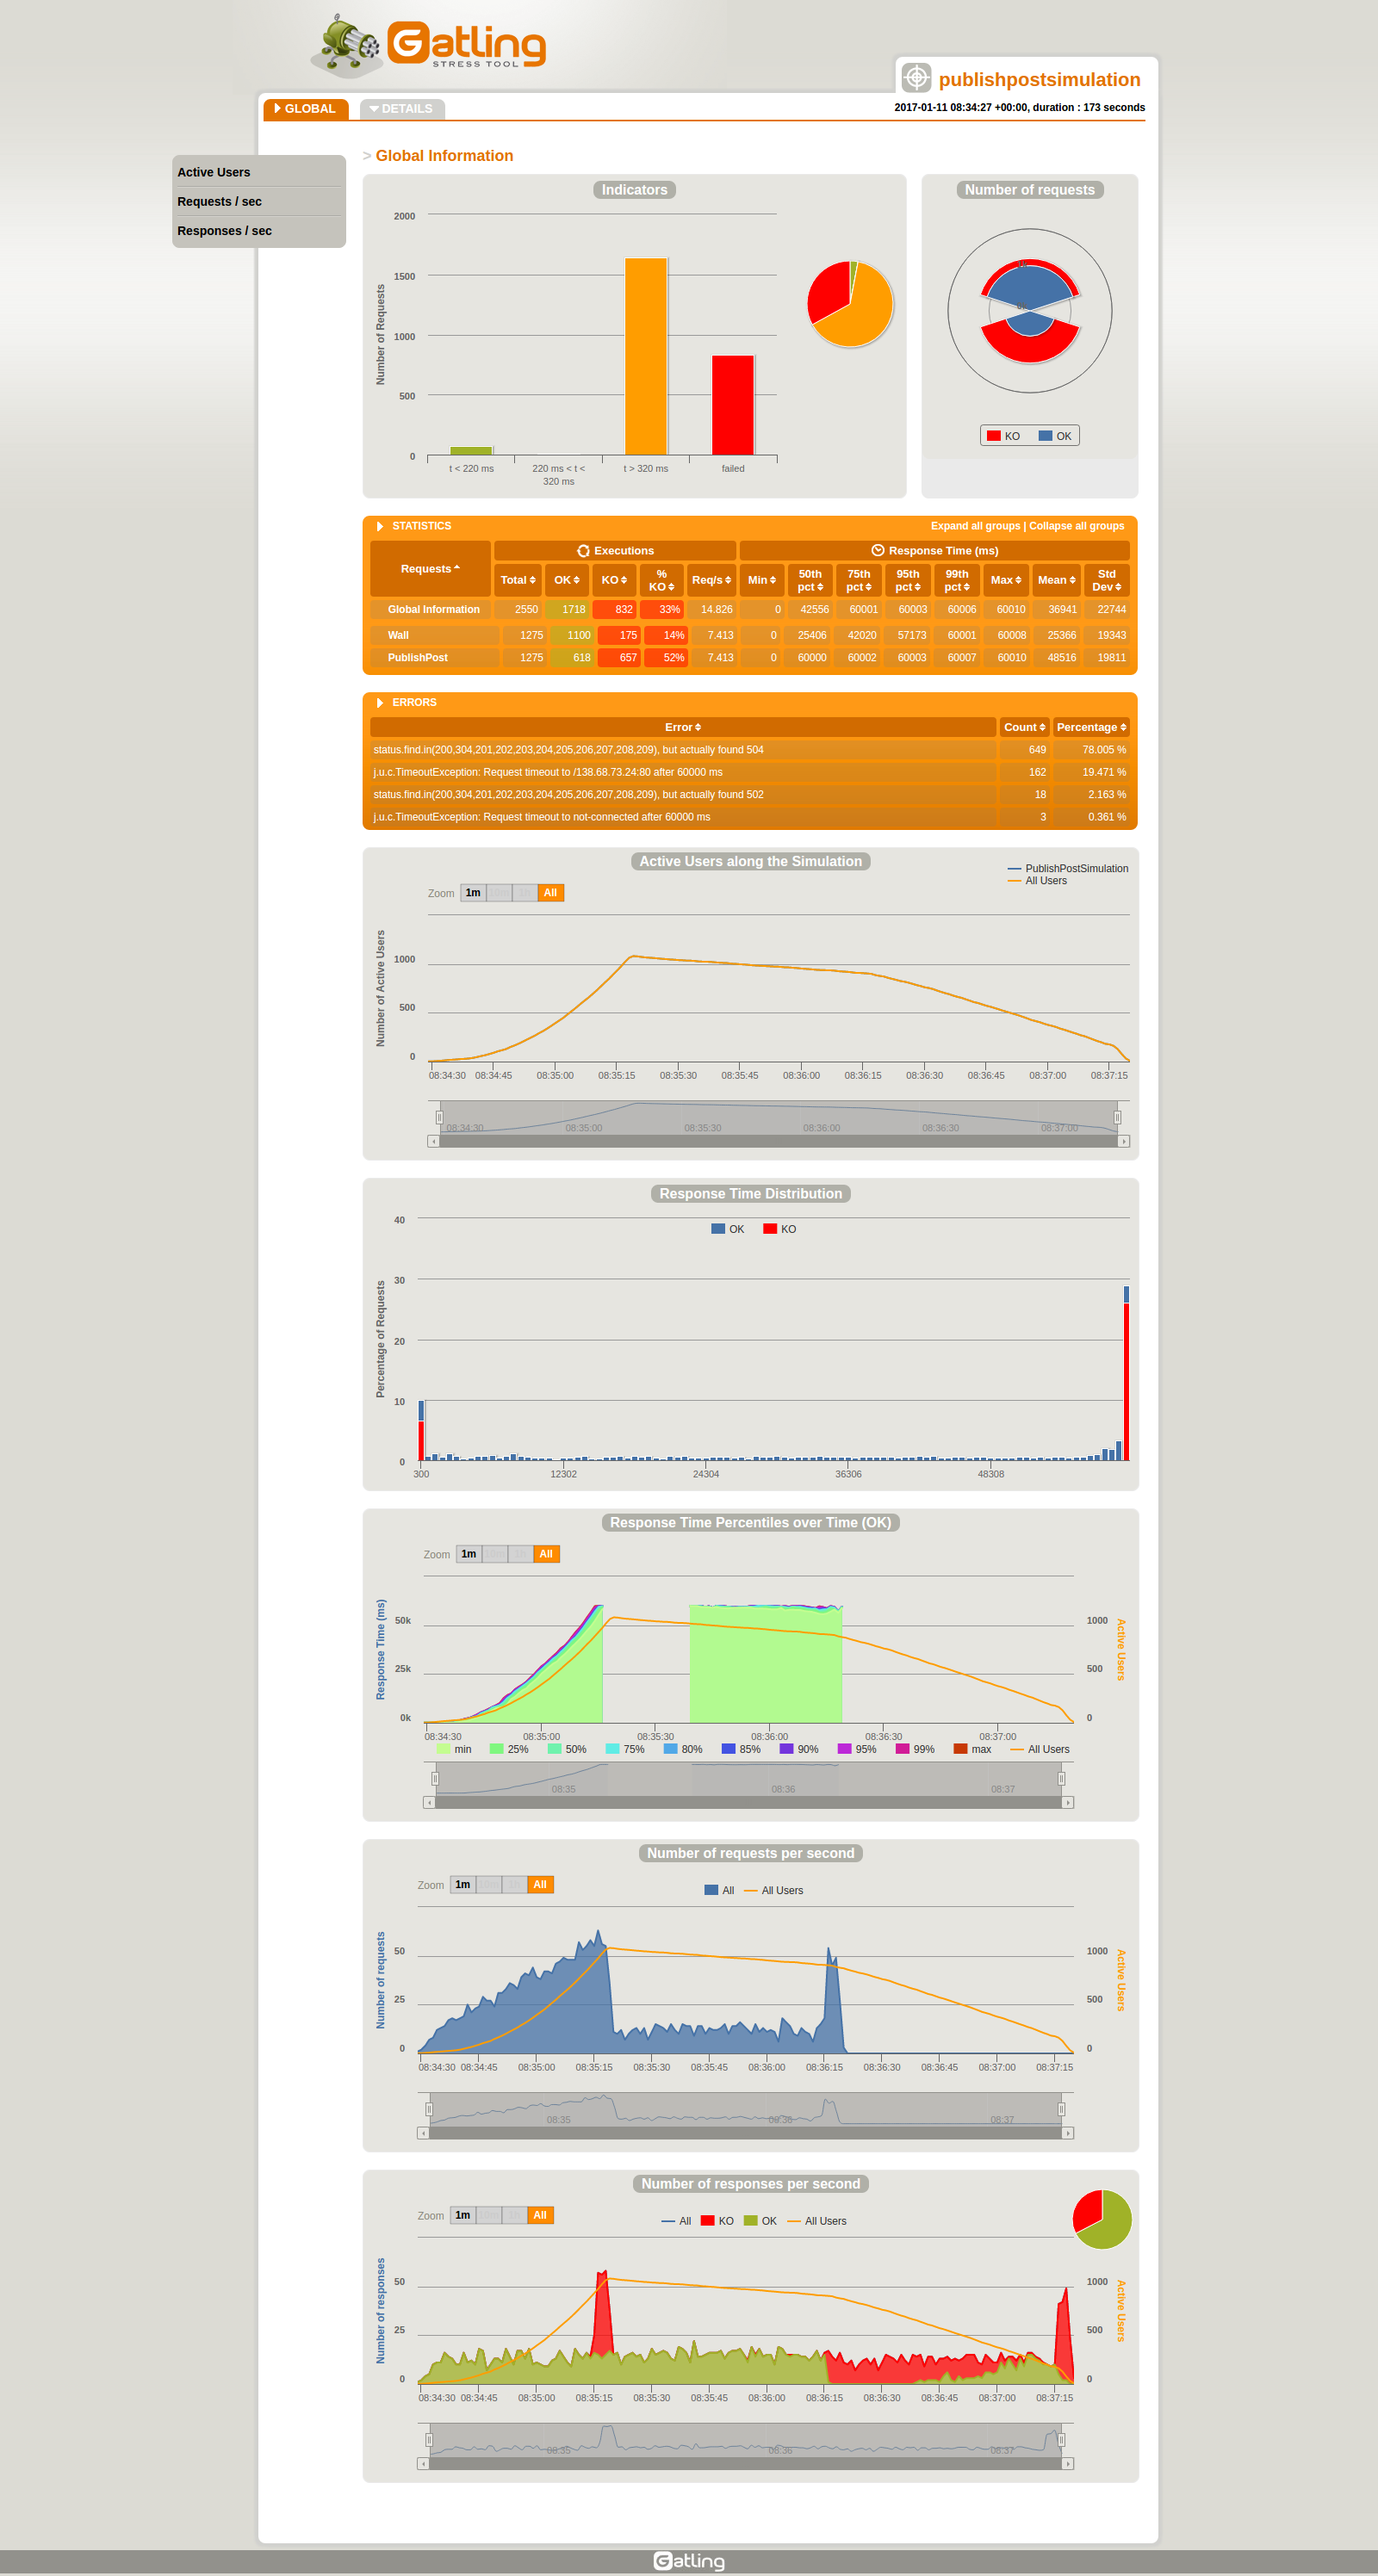 Gatling
STRESS TOOL
publishpostsimulation
GLOBAL
DETAILS
2017-01-11 08:34:27 +00:00, duration : 173 seconds
Active Users
Requests / sec
Responses / sec
> Global Information
Indicators
Number of Requests
2000
1500
1000
500
0
t < 220 ms
220 ms < t <
320 ms
t > 320 ms
failed
Number of requests
KO
OK
STATISTICS
Expand all groups | Collapse all groups
Requests
Executions
Response Time (ms)
Total
OK
KO
%
KO
Req/s
Min
50th
pct
75th
pct
95th
pct
99th
pct
Max
Mean
Std
Dev
Global Information 2550 1718 832 33% 14.826 0 42556 60001 60003 60006 60010 36941 22744
Wall 1275 1100 175 14% 7.413 0 25406 42020 57173 60001 60008 25366 19343
PublishPost 1275 618 657 52% 7.413 0 60000 60002 60003 60007 60010 48516 19811
ERRORS
Error Count Percentage
status.find.in(200,304,201,202,203,204,205,206,207,208,209), but actually found 504 649 78.005 %
j.u.c.TimeoutException: Request timeout to /138.68.73.24:80 after 60000 ms 162 19.471 %
status.find.in(200,304,201,202,203,204,205,206,207,208,209), but actually found 502 18 2.163 %
j.u.c.TimeoutException: Request timeout to not-connected after 60000 ms 3 0.361 %
Active Users along the Simulation
PublishPostSimulation
All Users
Zoom 1m All
Number of Active Users
1000
500
0
08:34:30 08:34:45 08:35:00 08:35:15 08:35:30 08:35:45 08:36:00 08:36:15 08:36:30 08:36:45 08:37:00 08:37:15
08:34:30 08:35:00 08:35:30 08:36:00 08:36:30 08:37:00
Response Time Distribution
OK KO
Percentage of Requests
40
30
20
10
0
300 12302 24304 36306 48308
Response Time Percentiles over Time (OK)
Zoom 1m All
Response Time (ms)
50k
25k
0k
1000
500
0
Active Users
08:34:30 08:35:00 08:35:30 08:36:00 08:36:30 08:37:00
min 25% 50% 75% 80% 85% 90% 95% 99% max All Users
08:35 08:36 08:37
Number of requests per second
Zoom 1m All
All All Users
Number of requests
50
25
0
1000
500
0
Active Users
08:34:30 08:34:45 08:35:00 08:35:15 08:35:30 08:35:45 08:36:00 08:36:15 08:36:30 08:36:45 08:37:00 08:37:15
08:35 08:36 08:37
Number of responses per second
Zoom 1m All
All KO OK All Users
Number of responses
50
25
0
1000
500
0
Active Users
08:34:30 08:34:45 08:35:00 08:35:15 08:35:30 08:35:45 08:36:00 08:36:15 08:36:30 08:36:45 08:37:00 08:37:15
08:35 08:36 08:37
Gatling